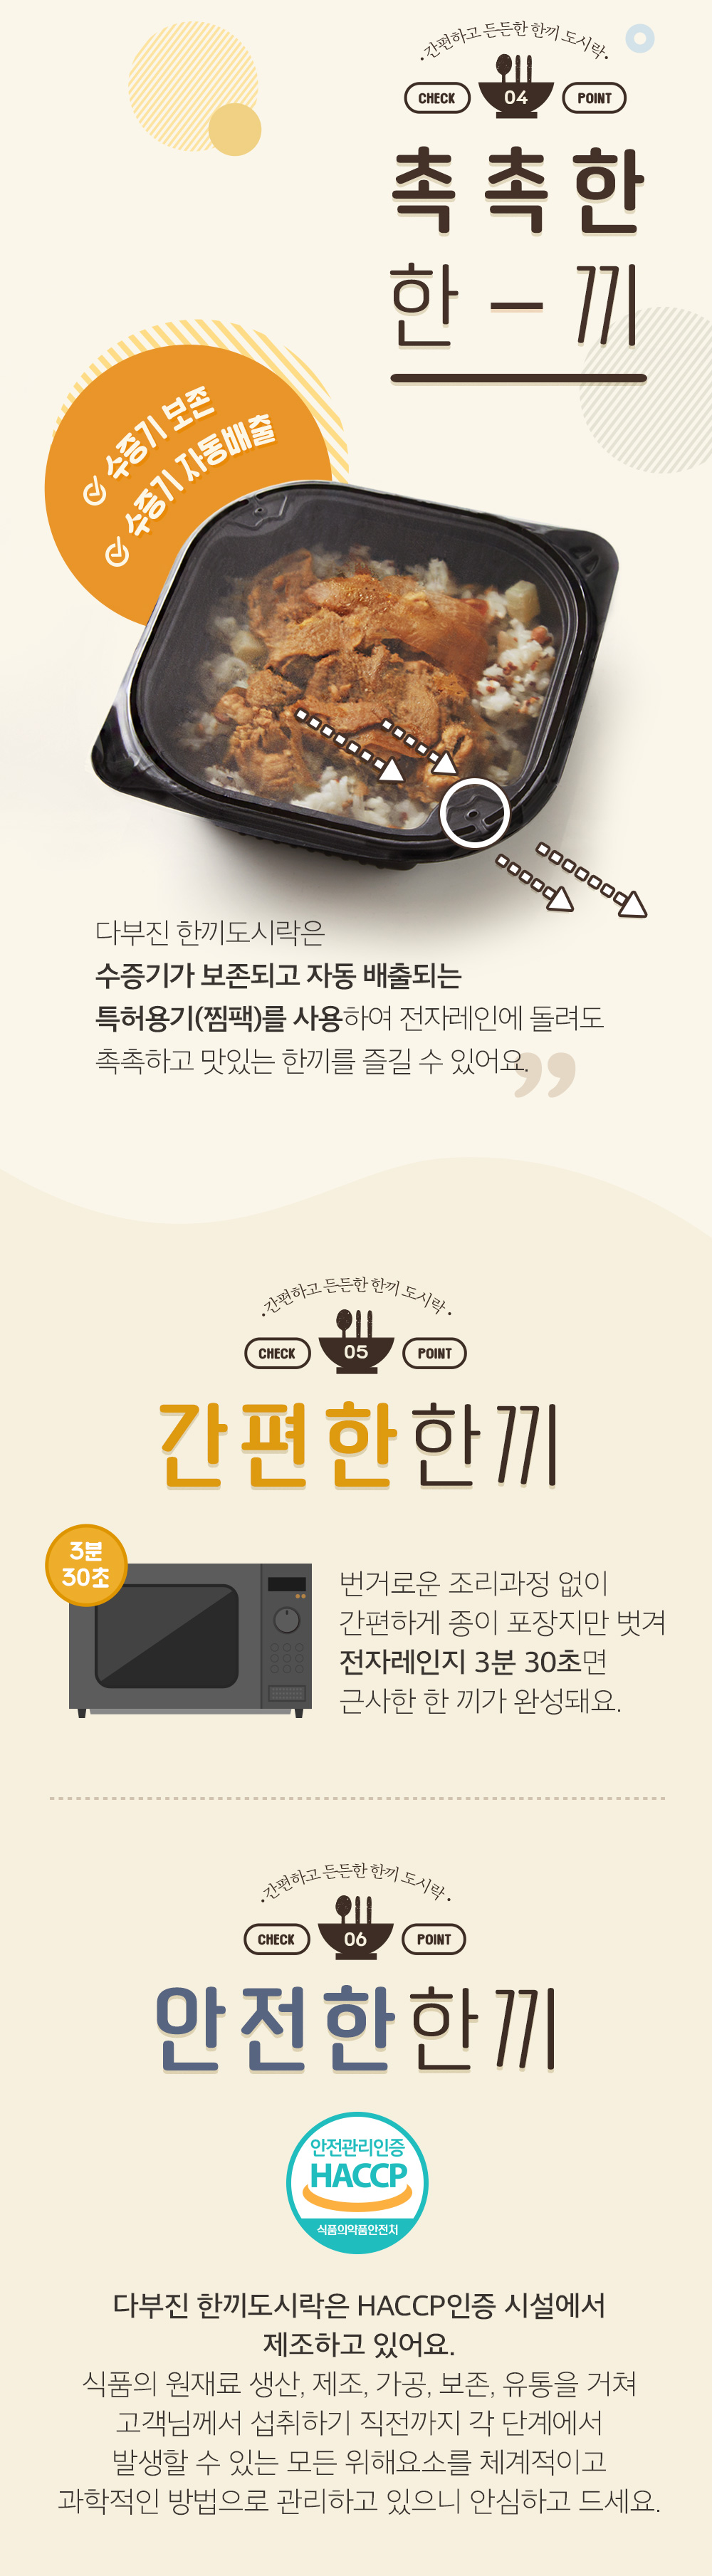 ·간편하고 든든한 한끼 도시락·
CHECK 04 POINT
촉촉한
한 – 끼
수증기 보존
수증기 자동배출
다부진 한끼도시락은
수증기가 보존되고 자동 배출되는
특허용기(찜팩)를 사용하여 전자레인에 돌려도
촉촉하고 맛있는 한끼를 즐길 수 있어요.
”
·간편하고 든든한 한끼 도시락·
CHECK 05 POINT
간편한한끼
3분
30초
번거로운 조리과정 없이
간편하게 종이 포장지만 벗겨
전자레인지 3분 30초면
근사한 한 끼가 완성돼요.
·간편하고 든든한 한끼 도시락·
CHECK 06 POINT
안전한한끼
안전관리인증
HACCP
식품의약품안전처
다부진 한끼도시락은 HACCP인증 시설에서
제조하고 있어요.
식품의 원재료 생산, 제조, 가공, 보존, 유통을 거쳐
고객님께서 섭취하기 직전까지 각 단계에서
발생할 수 있는 모든 위해요소를 체계적이고
과학적인 방법으로 관리하고 있으니 안심하고 드세요.